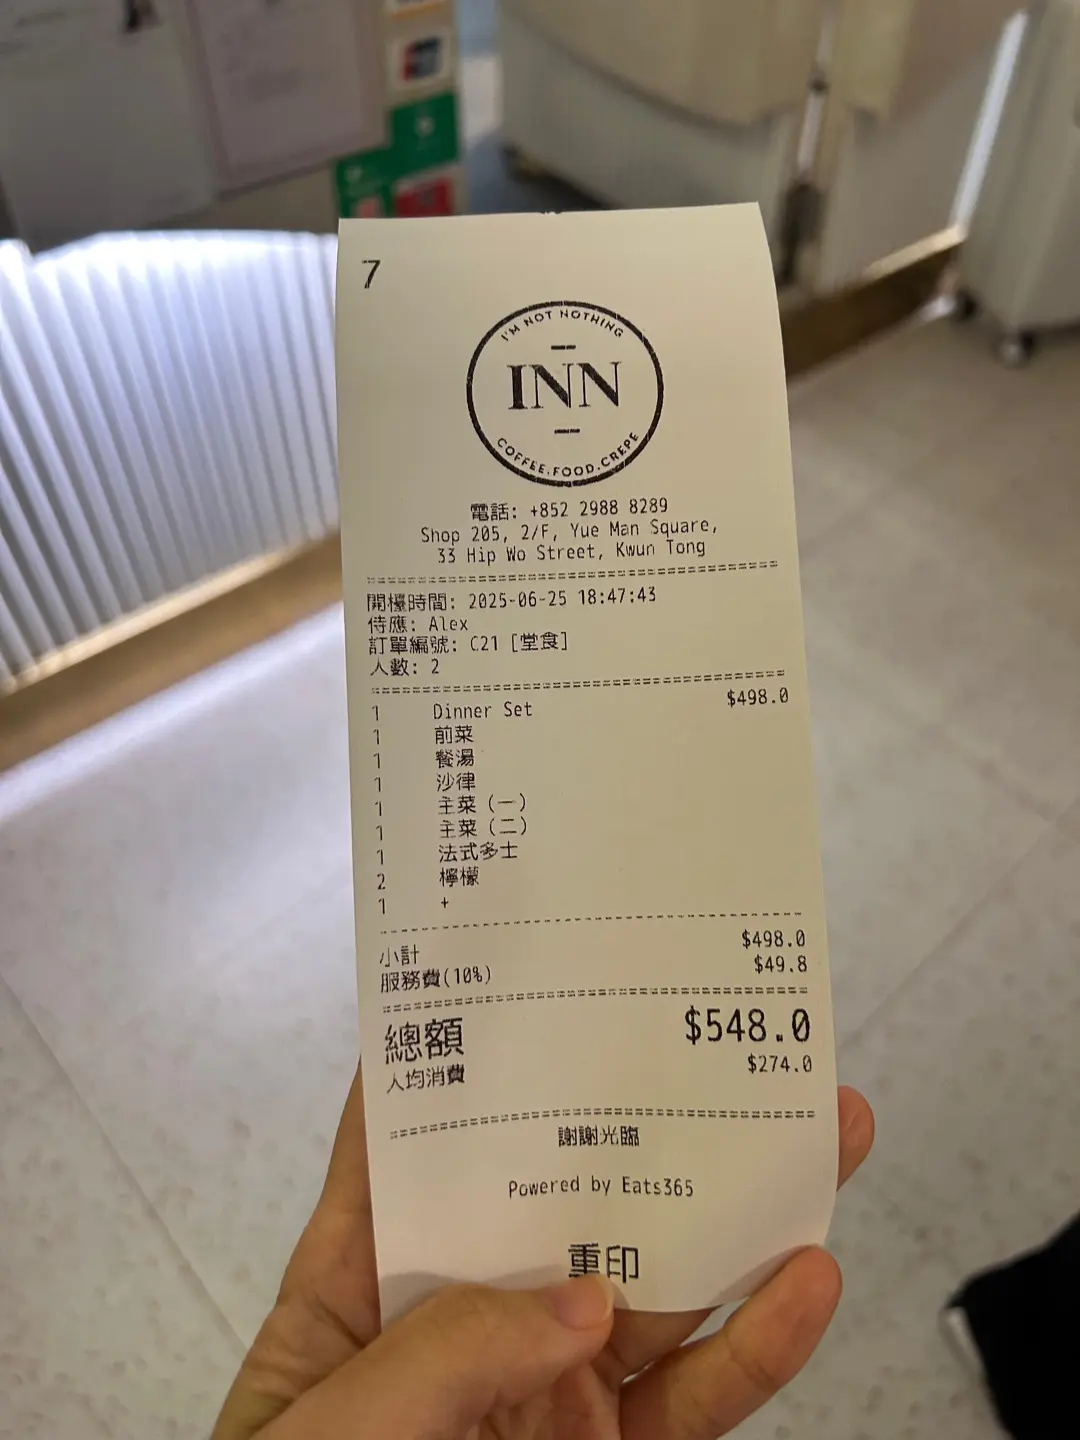 7
I'M NOT NOTHING
INN
COFFEE.FOOD.CREPE
電話: +852 2988 8289
Shop 205, 2/F, Yue Man Square,
33 Hip Wo Street, Kwun Tong
開檯時間: 2025-06-25 18:47:43
侍應: Alex
訂單編號: C21 [堂食]
人數: 2
1 Dinner Set $498.0
1 前菜
1 餐湯
1 沙律
1 主菜 (一)
1 主菜 (二)
1 法式多士
2 檸檬
1 +
小計 $498.0
服務費(10%) $49.8
總額 $548.0
人均消費 $274.0
謝謝光臨
Powered by Eats365
重印